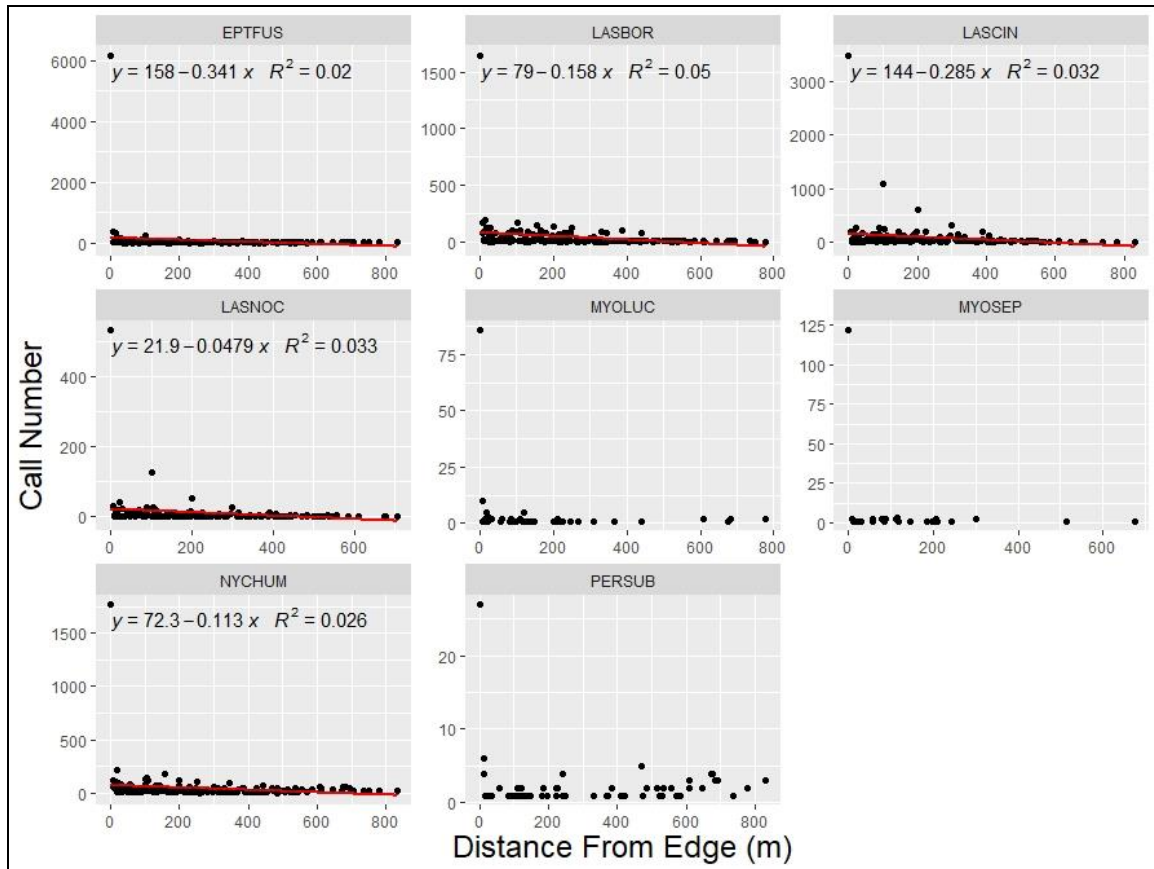 EPTFUS
y = 158 − 0.341 x R² = 0.02
6000
4000
2000
0
0 200 400 600 800
LASBOR
y = 79 − 0.158 x R² = 0.05
1500
1000
500
0
0 200 400 600 800
LASCIN
y = 144 − 0.285 x R² = 0.032
3000
2000
1000
0
0 200 400 600 800
Call Number
LASNOC
y = 21.9 − 0.0479 x R² = 0.033
400
200
0
0 200 400 600
MYOLUC
75
50
25
0
0 200 400 600 800
MYOSEP
125
100
75
50
25
0
0 200 400 600
NYCHUM
y = 72.3 − 0.113 x R² = 0.026
1500
1000
500
0
0 200 400 600 800
PERSUB
20
10
0
0 200 400 600 800
Distance From Edge (m)